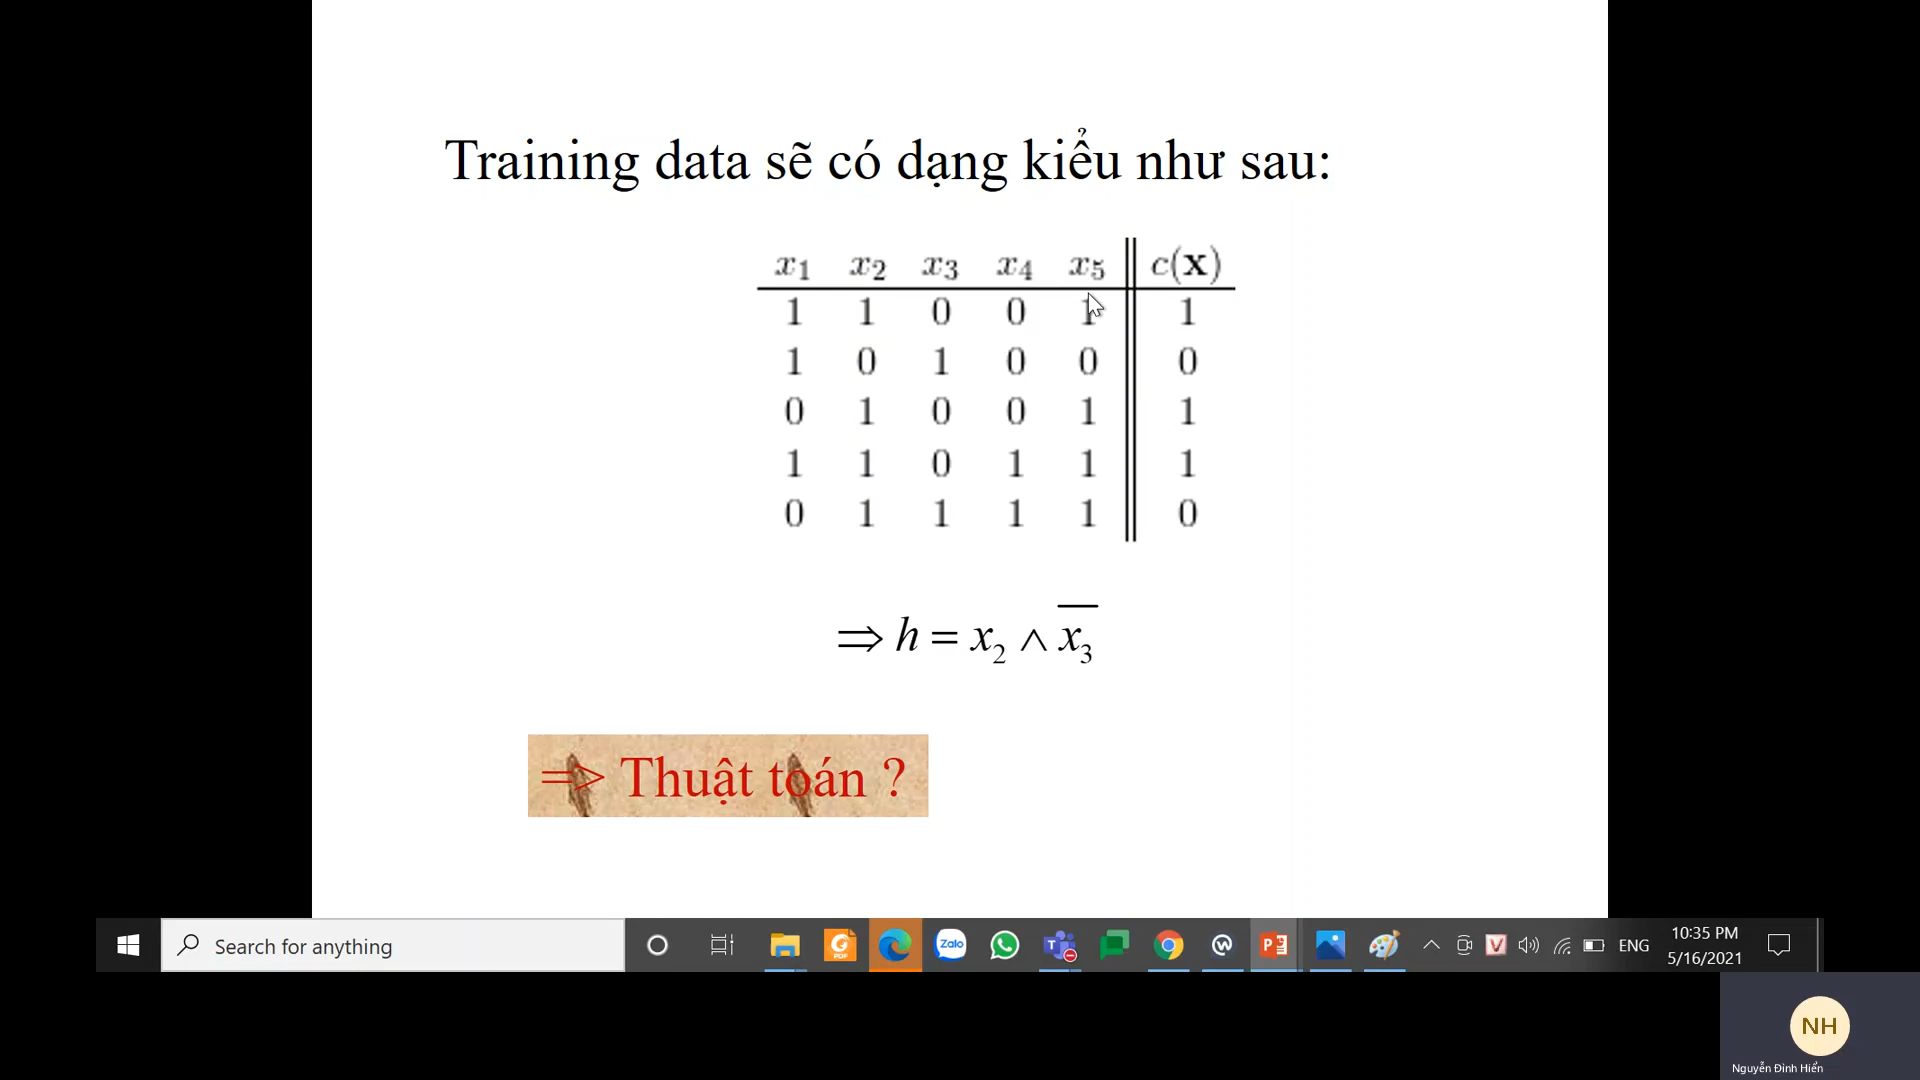 Training data sẽ có dạng kiểu như sau:
x1 x2 x3 x4 x5 c(x)
1 1 0 0 1 1
1 0 1 0 0 0
0 1 0 0 1 1
1 1 0 1 1 1
0 1 1 1 1 0
⇒ h = x₂ ∧ x̅₃
=> Thuật toán ?
Search for anything
PDF
Zalo
ENG
10:35 PM
5/16/2021
NH
Nguyễn Đình Hiển